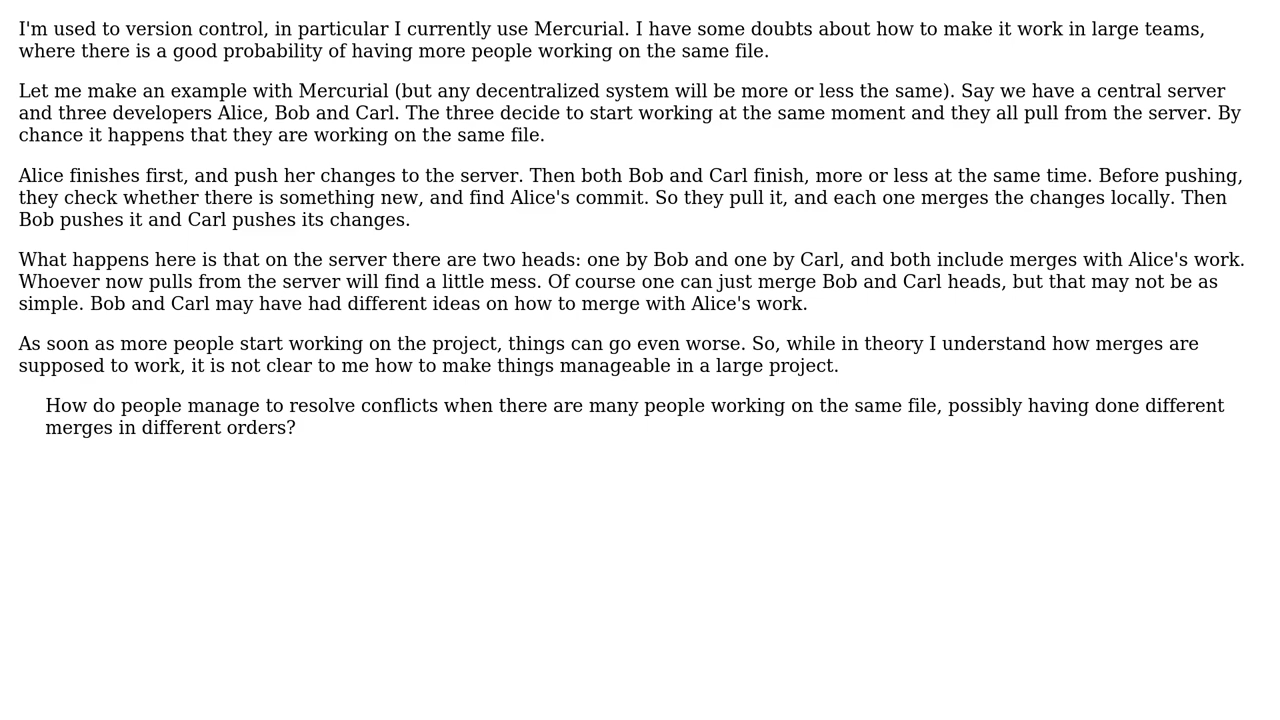 I'm used to version control, in particular I currently use Mercurial. I have some doubts about how to make it work in large teams,
where there is a good probability of having more people working on the same file.
Let me make an example with Mercurial (but any decentralized system will be more or less the same). Say we have a central server
and three developers Alice, Bob and Carl. The three decide to start working at the same moment and they all pull from the server. By
chance it happens that they are working on the same file.
Alice finishes first, and push her changes to the server. Then both Bob and Carl finish, more or less at the same time. Before pushing,
they check whether there is something new, and find Alice's commit. So they pull it, and each one merges the changes locally. Then
Bob pushes it and Carl pushes its changes.
What happens here is that on the server there are two heads: one by Bob and one by Carl, and both include merges with Alice's work.
Whoever now pulls from the server will find a little mess. Of course one can just merge Bob and Carl heads, but that may not be as
simple. Bob and Carl may have had different ideas on how to merge with Alice's work.
As soon as more people start working on the project, things can go even worse. So, while in theory I understand how merges are
supposed to work, it is not clear to me how to make things manageable in a large project.
How do people manage to resolve conflicts when there are many people working on the same file, possibly having done different
merges in different orders?